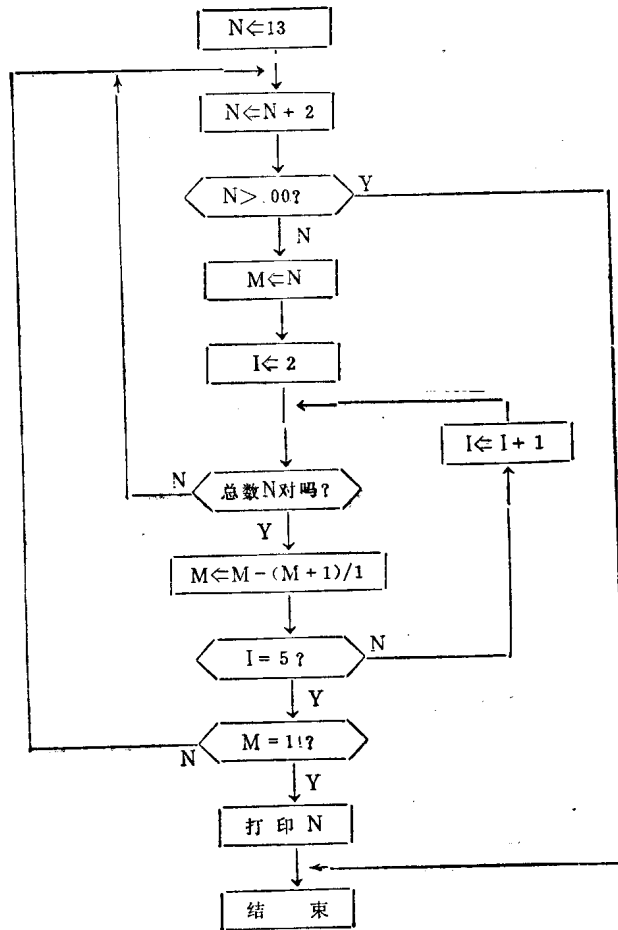 N⇐13
N⇐N + 2
N> .00?
Y
N
M⇐N
I⇐2
I⇐I + 1
N
总数N对吗?
Y
M⇐M-(M+1)/1
I = 5 ?
N
Y
M = 1!?
N
Y
打 印 N
结 束